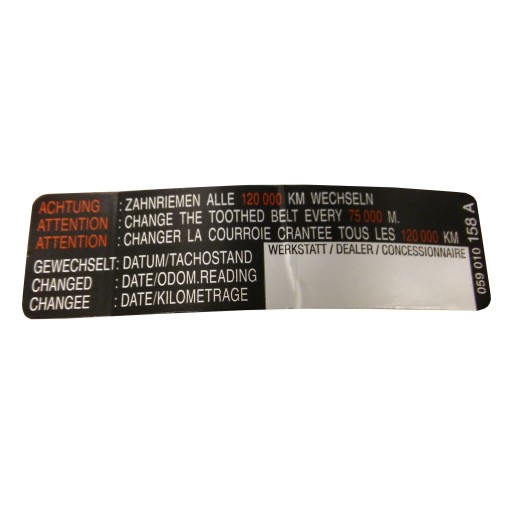 ACHTUNG : ZAHNRIEMEN ALLE 120 000 KM WECHSELN
ATTENTION : CHANGE THE TOOTHED BELT EVERY 75 000 M.
ATTENTION : CHANGER LA COURROIE CRANTEE TOUS LES 120 000 KM
GEWECHSELT: DATUM/TACHOSTAND
CHANGED : DATE/ODOM.READING
CHANGEE : DATE/KILOMETRAGE
WERKSTATT / DEALER / CONCESSIONNAIRE
059 010 158 A